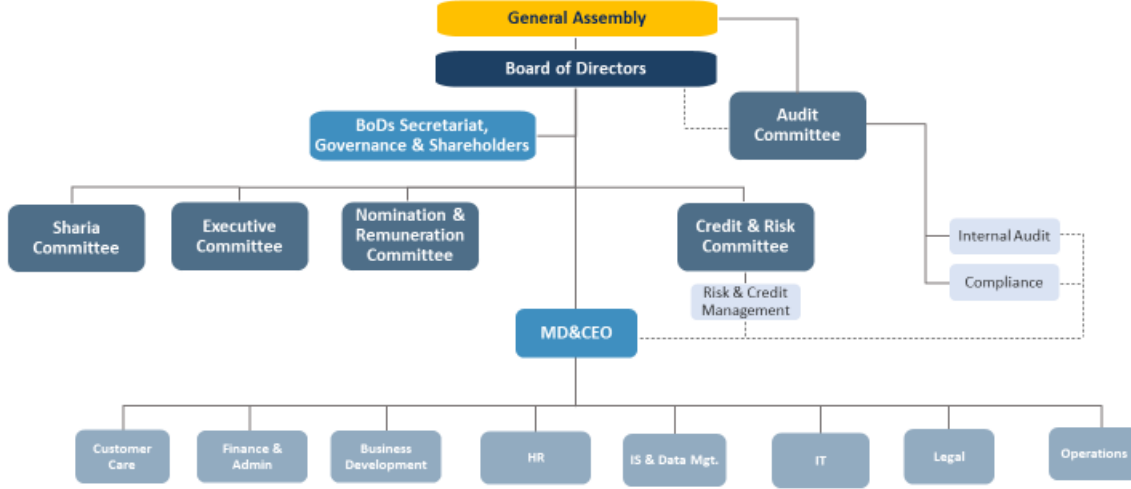 General Assembly
Board of Directors
Audit
Committee
BoDs Secretariat,
Governance & Shareholders
Sharia
Committee
Executive
Committee
Nomination &
Remuneration
Committee
Credit & Risk
Committee
Internal Audit
Compliance
Risk & Credit
Management
MD&CEO
Customer
Care
Finance &
Admin
Business
Development
HR
IS & Data Mgt.
IT
Legal
Operations